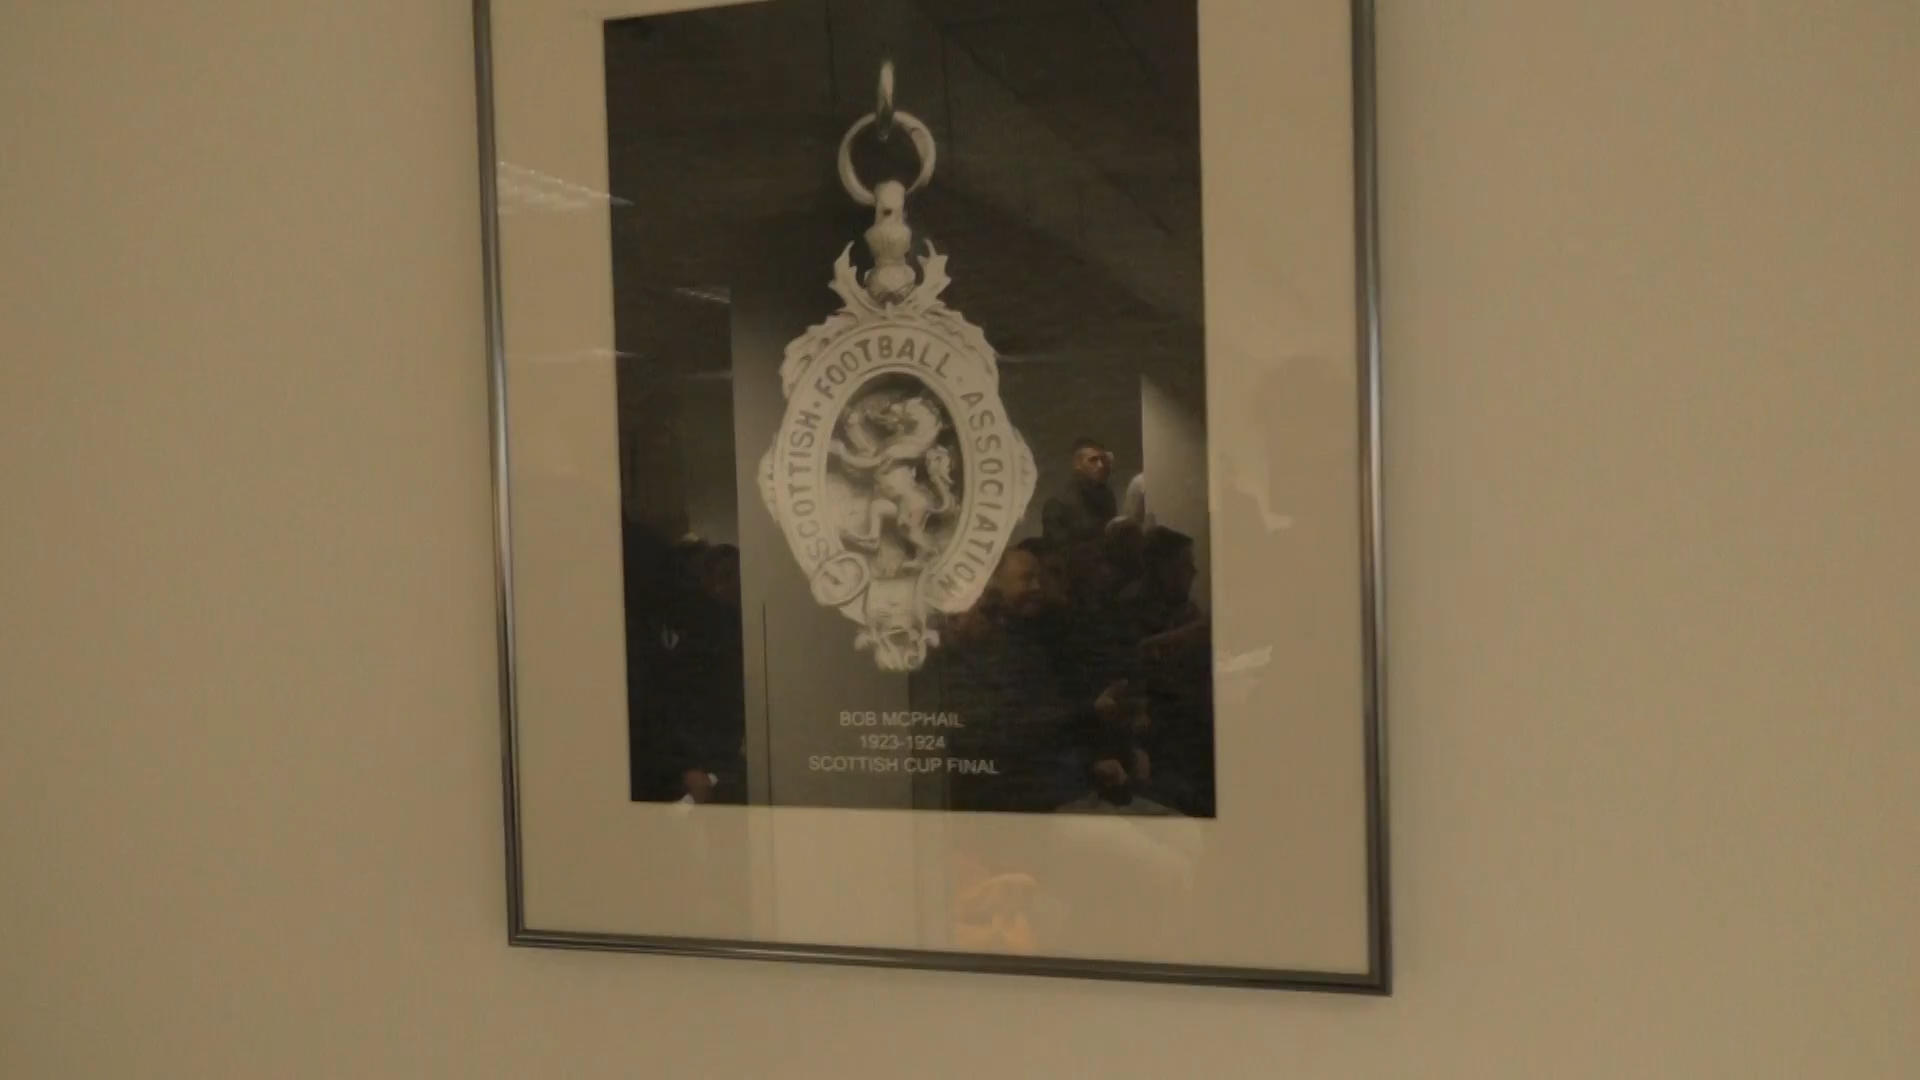 SCOTTISH · FOOTBALL · ASSOCIATION
BOB MCPHAIL
1923-1924
SCOTTISH CUP FINAL